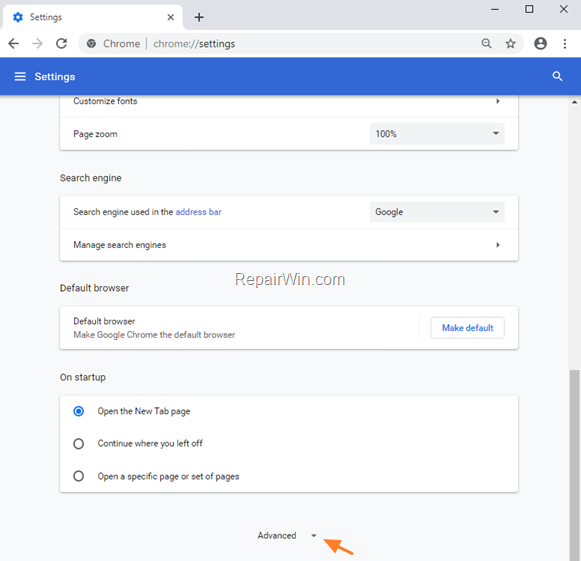 Settings
Chrome | chrome://settings
Settings
Customize fonts
Page zoom 100%
Search engine
Search engine used in the address bar Google
Manage search engines
RepairWin.com
Default browser
Default browser
Make Google Chrome the default browser
Make default
On startup
Open the New Tab page
Continue where you left off
Open a specific page or set of pages
Advanced